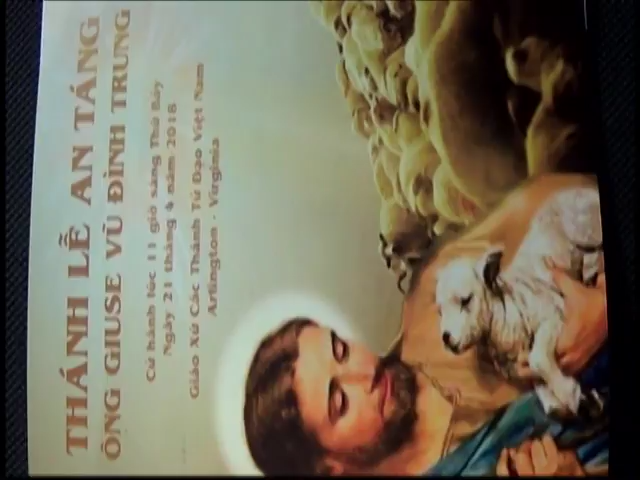 THÁNH LỄ AN TÁNG
ÔNG GIUSE VŨ ĐÌNH TRUNG
Cử hành lúc 11 giờ sáng Thứ Bảy
Ngày 21 tháng 4 năm 2018
Giáo Xứ Các Thánh Tử Đạo Việt Nam
Arlington - Virginia